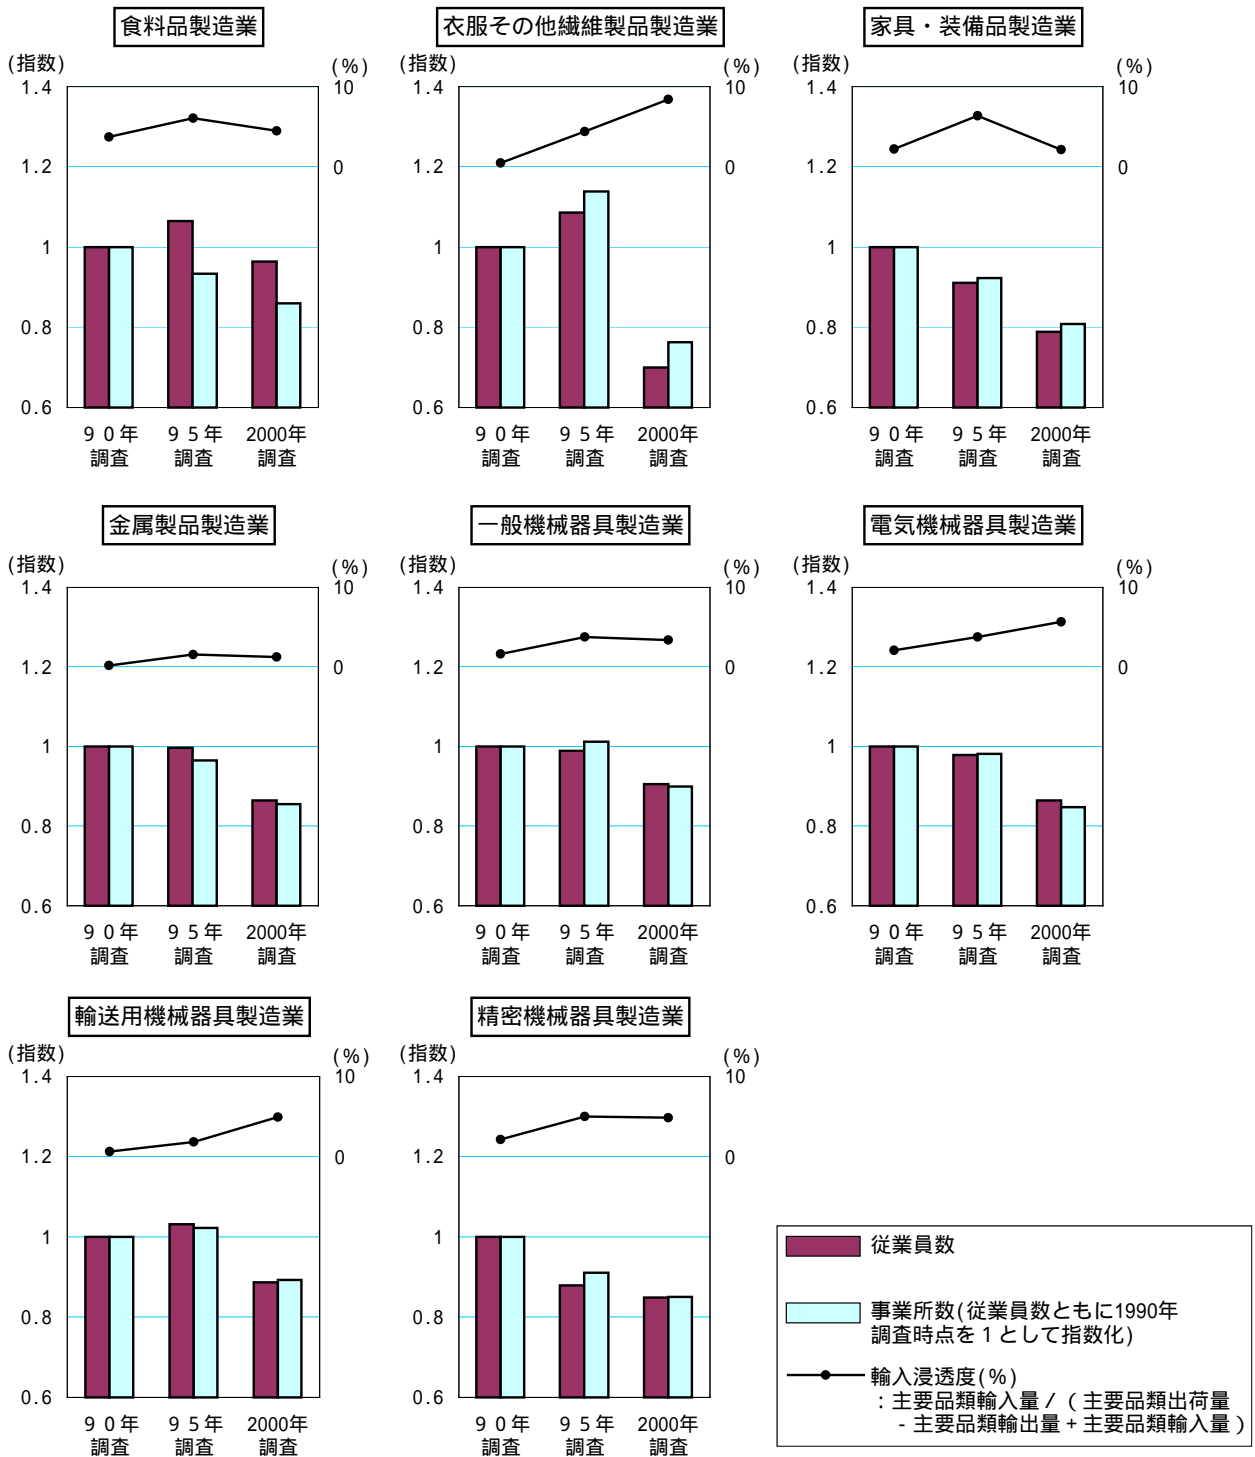 食料品製造業
(指数)
(%)
1.4
10
1.2
0
1
0.8
0.6
９０年 ９５年 2000年
調査 調査 調査
衣服その他繊維製品製造業
(指数)
(%)
1.4
10
1.2
0
1
0.8
0.6
９０年 ９５年 2000年
調査 調査 調査
家具・装備品製造業
(指数)
(%)
1.4
10
1.2
0
1
0.8
0.6
９０年 ９５年 2000年
調査 調査 調査
金属製品製造業
(指数)
(%)
1.4
10
1.2
0
1
0.8
0.6
９０年 ９５年 2000年
調査 調査 調査
一般機械器具製造業
(指数)
(%)
1.4
10
1.2
0
1
0.8
0.6
９０年 ９５年 2000年
調査 調査 調査
電気機械器具製造業
(指数)
(%)
1.4
10
1.2
0
1
0.8
0.6
９０年 ９５年 2000年
調査 調査 調査
輸送用機械器具製造業
(指数)
(%)
1.4
10
1.2
0
1
0.8
0.6
９０年 ９５年 2000年
調査 調査 調査
精密機械器具製造業
(指数)
(%)
1.4
10
1.2
0
1
0.8
0.6
９０年 ９５年 2000年
調査 調査 調査
従業員数
事業所数(従業員数ともに1990年
調査時点を１として指数化)
輸入浸透度(%)
：主要品類輸入量／（主要品類出荷量
－主要品類輸出量＋主要品類輸入量）